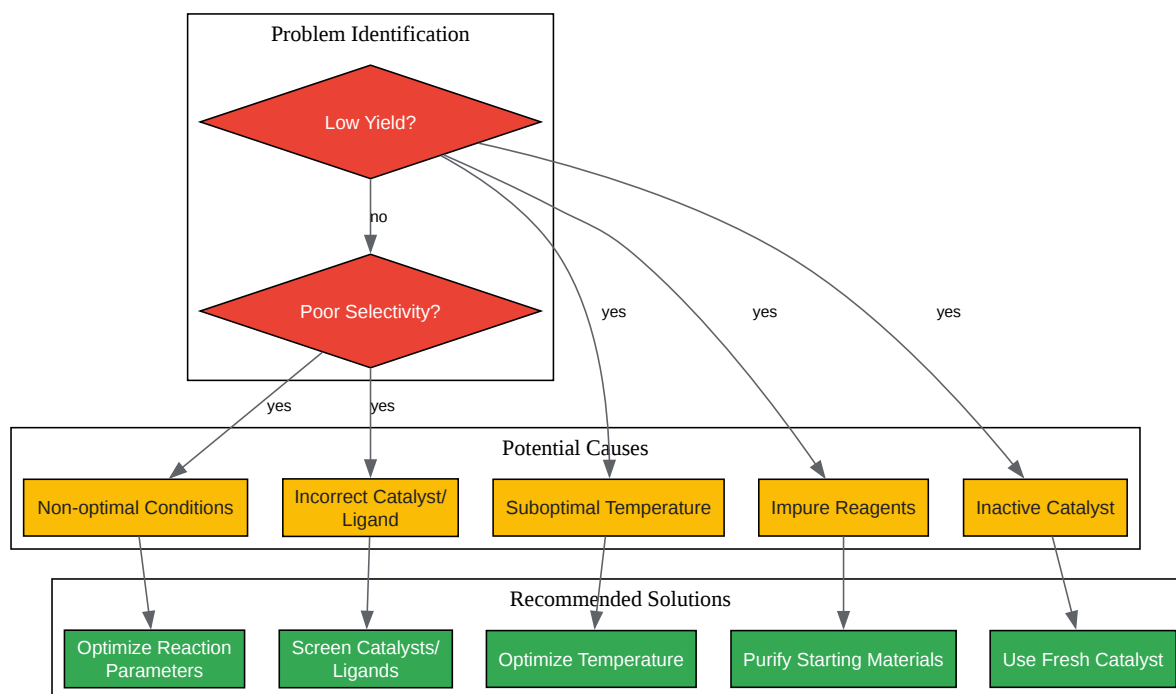 Problem Identification
Low Yield?
no
Poor Selectivity?
yes
yes
yes
yes
yes
Potential Causes
Non-optimal Conditions
Incorrect Catalyst/
Ligand
Suboptimal Temperature
Impure Reagents
Inactive Catalyst
Recommended Solutions
Optimize Reaction
Parameters
Screen Catalysts/
Ligands
Optimize Temperature
Purify Starting Materials
Use Fresh Catalyst